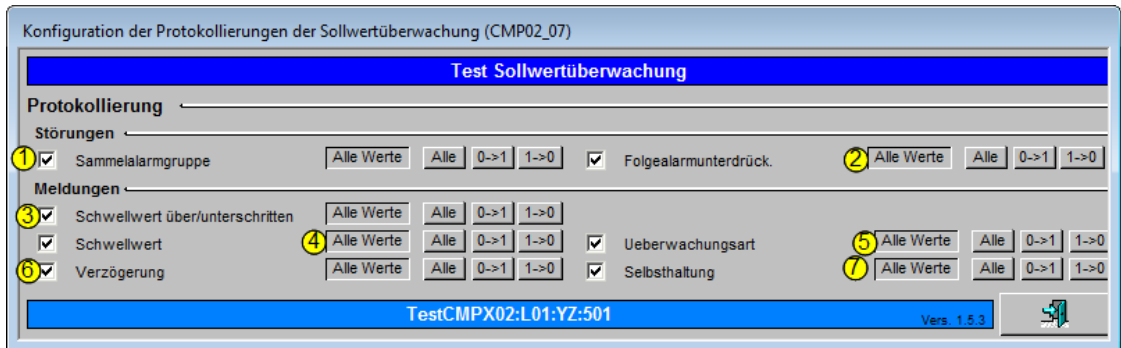 Konfiguration der Protokollierungen der Sollwertüberwachung (CMP02_07)
Test Sollwertüberwachung
Protokollierung
Störungen
1 Sammelalarmgruppe Alle Werte Alle 0->1 1->0 Folgealarmunterdrück. 2 Alle Werte Alle 0->1 1->0
Meldungen
3 Schwellwert über/unterschritten Alle Werte Alle 0->1 1->0
Schwellwert 4 Alle Werte Alle 0->1 1->0 Ueberwachungsart 5 Alle Werte Alle 0->1 1->0
6 Verzögerung Alle Werte Alle 0->1 1->0 Selbsthaltung 7 Alle Werte Alle 0->1 1->0
TestCMPX02:L01:YZ:501 Vers. 1.5.3